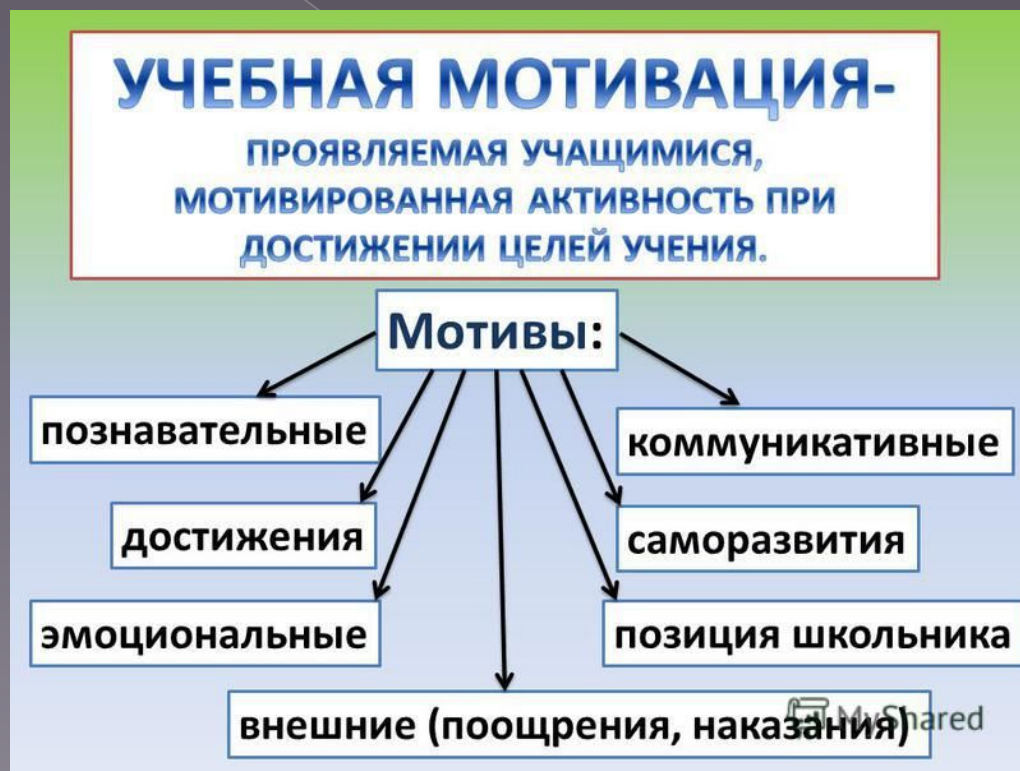 УЧЕБНАЯ МОТИВАЦИЯ-
ПРОЯВЛЯЕМАЯ УЧАЩИМИСЯ,
МОТИВИРОВАННАЯ АКТИВНОСТЬ ПРИ
ДОСТИЖЕНИИ ЦЕЛЕЙ УЧЕНИЯ.
Мотивы:
познавательные
коммуникативные
достижения
саморазвития
эмоциональные
позиция школьника
внешние (поощрения, наказания)
MyShared